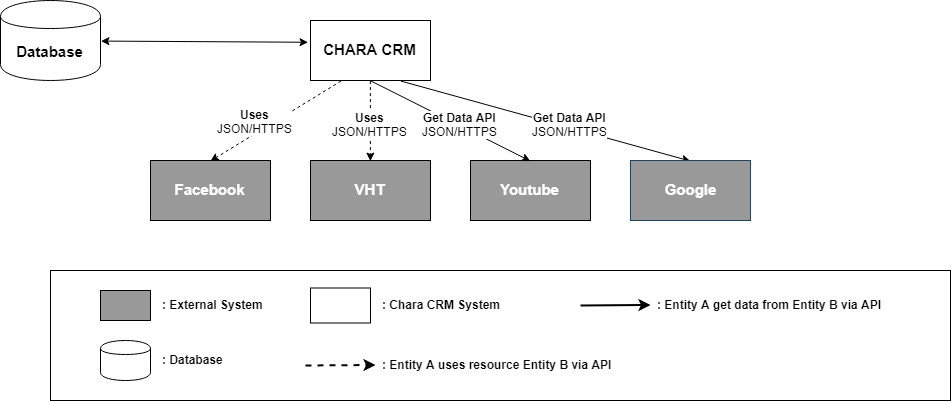 Database
CHARA CRM
Uses
JSON/HTTPS
Uses
JSON/HTTPS
Get Data API
JSON/HTTPS
Get Data API
JSON/HTTPS
Facebook
VHT
Youtube
Google
: External System
: Chara CRM System
: Entity A get data from Entity B via API
: Database
: Entity A uses resource Entity B via API